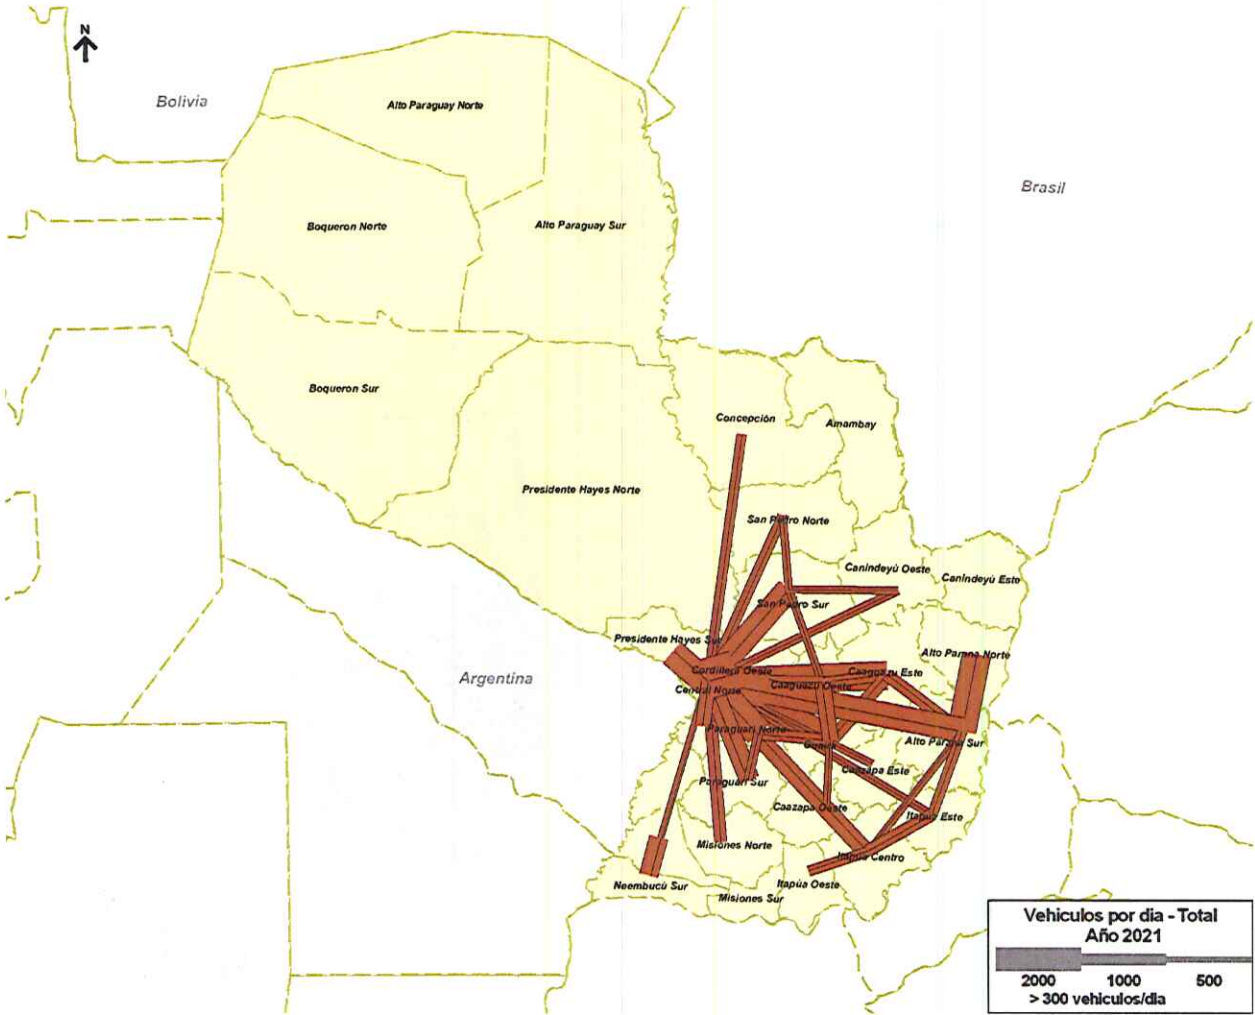 N
Bolivia
Alto Paraguay Norte
Brasil
Boqueron Norte
Alto Paraguay Sur
Boqueron Sur
Concepción
Amambay
Presidente Hayes Norte
San Pedro Norte
Canindeyú Oeste
Canindeyú Este
San Pedro Sur
Presidente Hayes Sur
Alto Parana Norte
Cordillera Oeste
Caaguazu Este
Argentina
Caaguazu Oeste
Central Norte
Paraguari Norte
Alto Paraná Sur
Guaira
Caazapa Este
Paraguari Sur
Caazapa Oeste
Itapúa Este
Misiones Norte
Itapúa Centro
Neembucú Sur
Itapúa Oeste
Misiones Sur
Vehiculos por dia - Total
Año 2021
2000 1000 500
> 300 vehiculos/dia